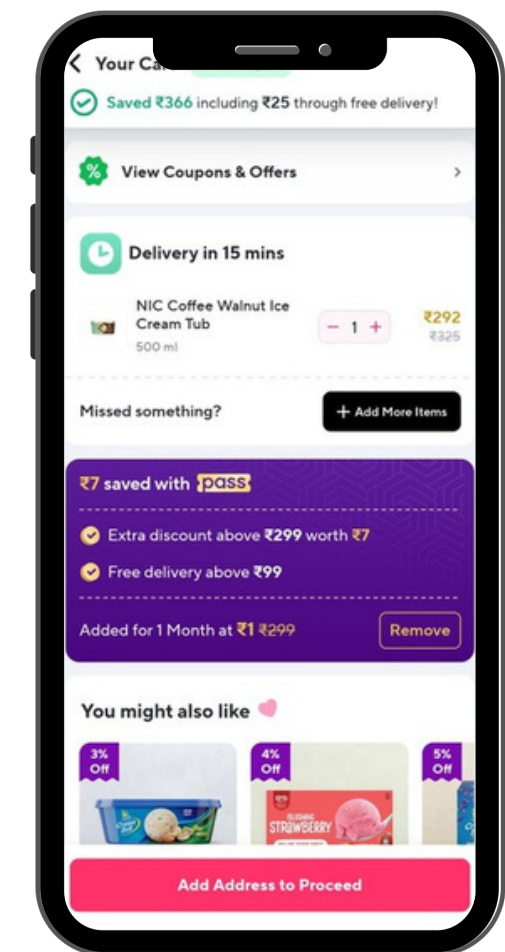 Your
Saved ₹366 including ₹25 through free delivery!
View Coupons & Offers
Delivery in 15 mins
NIC Coffee Walnut Ice
Cream Tub
500 ml
− 1 +
₹292
₹325
Missed something?
+ Add More Items
₹7 saved with pass
Extra discount above ₹299 worth ₹7
Free delivery above ₹99
Added for 1 Month at ₹1 ₹299
Remove
You might also like
3%
Off
4%
Off
5%
Off
STRAWBERRY
Add Address to Proceed